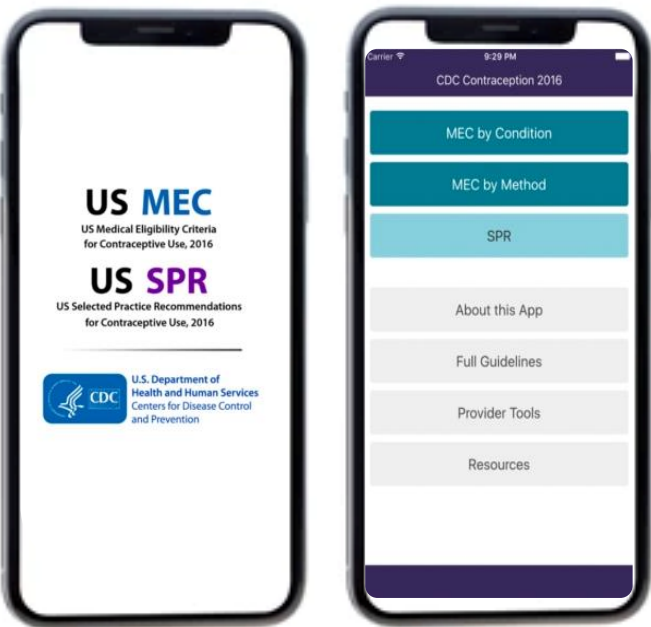 US MEC
US Medical Eligibility Criteria
for Contraceptive Use, 2016
US SPR
US Selected Practice Recommendations
for Contraceptive Use, 2016
CDC
U.S. Department of
Health and Human Services
Centers for Disease Control
and Prevention
Carrier 9:29 PM
CDC Contraception 2016
MEC by Condition
MEC by Method
SPR
About this App
Full Guidelines
Provider Tools
Resources